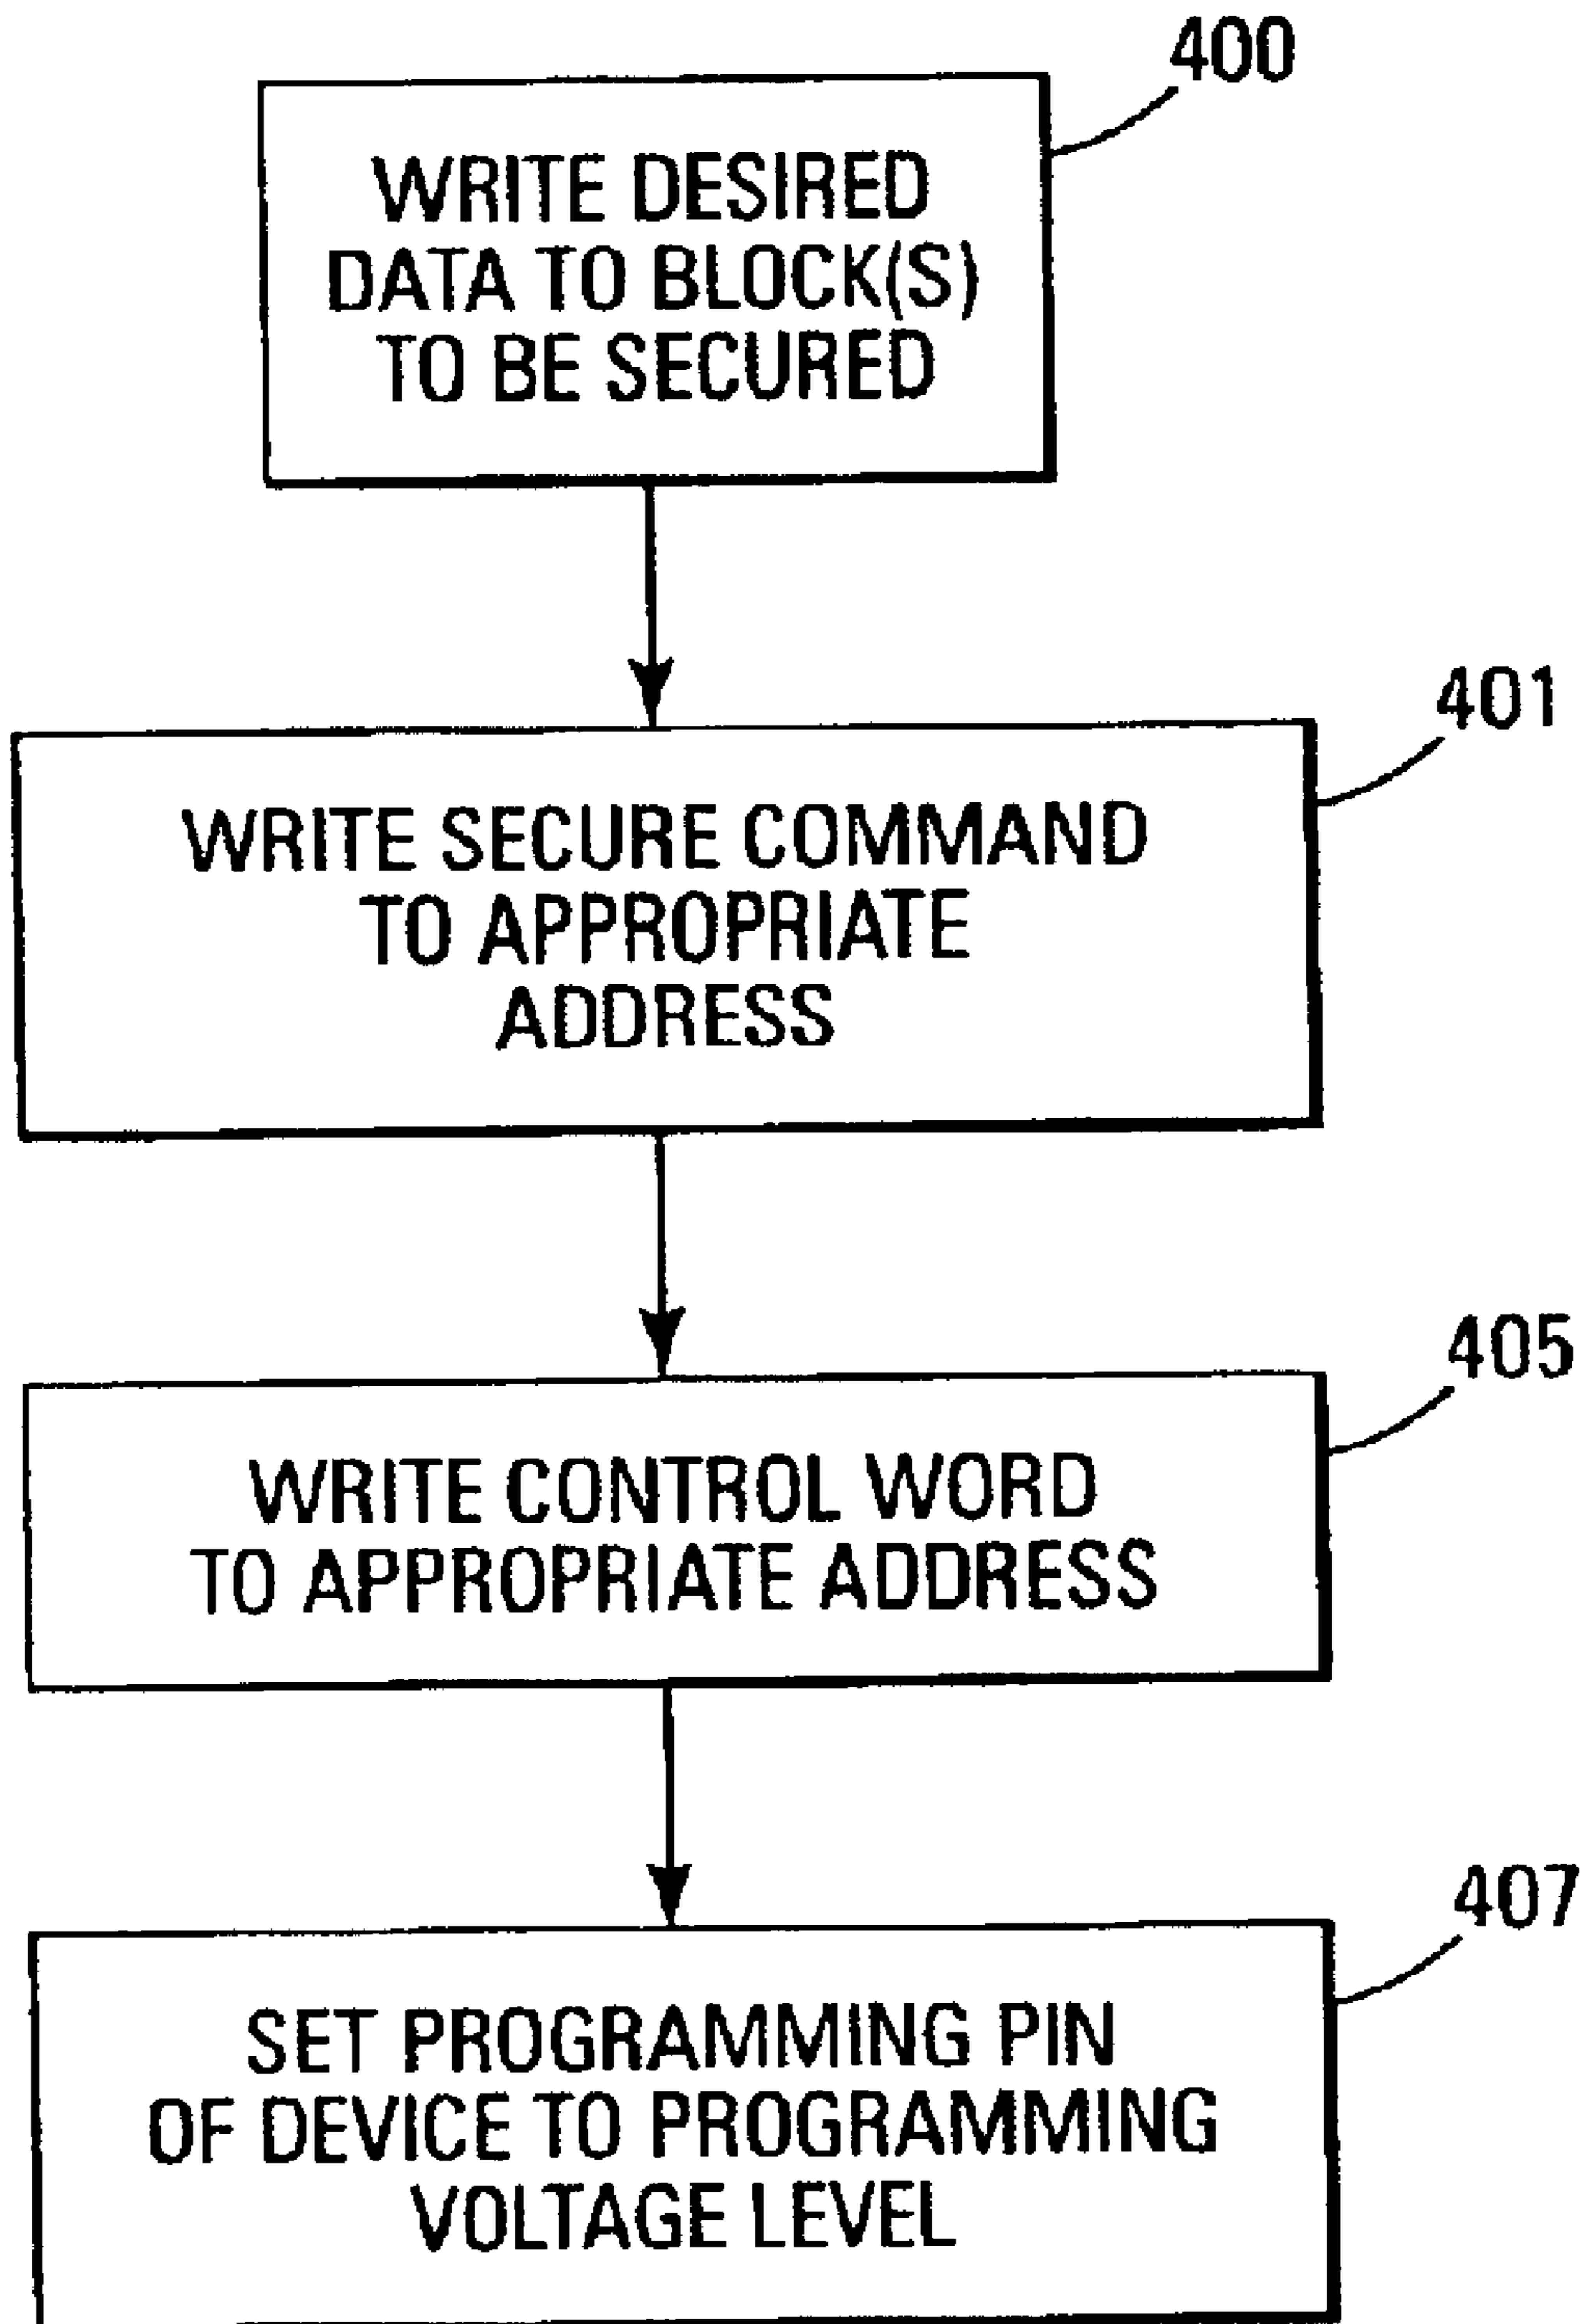 400
WRITE DESIRED
DATA TO BLOCK(S)
TO BE SECURED
401
WRITE SECURE COMMAND
TO APPROPRIATE
ADDRESS
405
WRITE CONTROL WORD
TO APPROPRIATE ADDRESS
407
SET PROGRAMMING PIN
OF DEVICE TO PROGRAMMING
VOLTAGE LEVEL